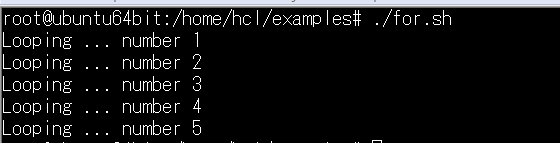 root@ubuntu64bit:/home/hcl/examples# ./for.sh
Looping ... number 1
Looping ... number 2
Looping ... number 3
Looping ... number 4
Looping ... number 5